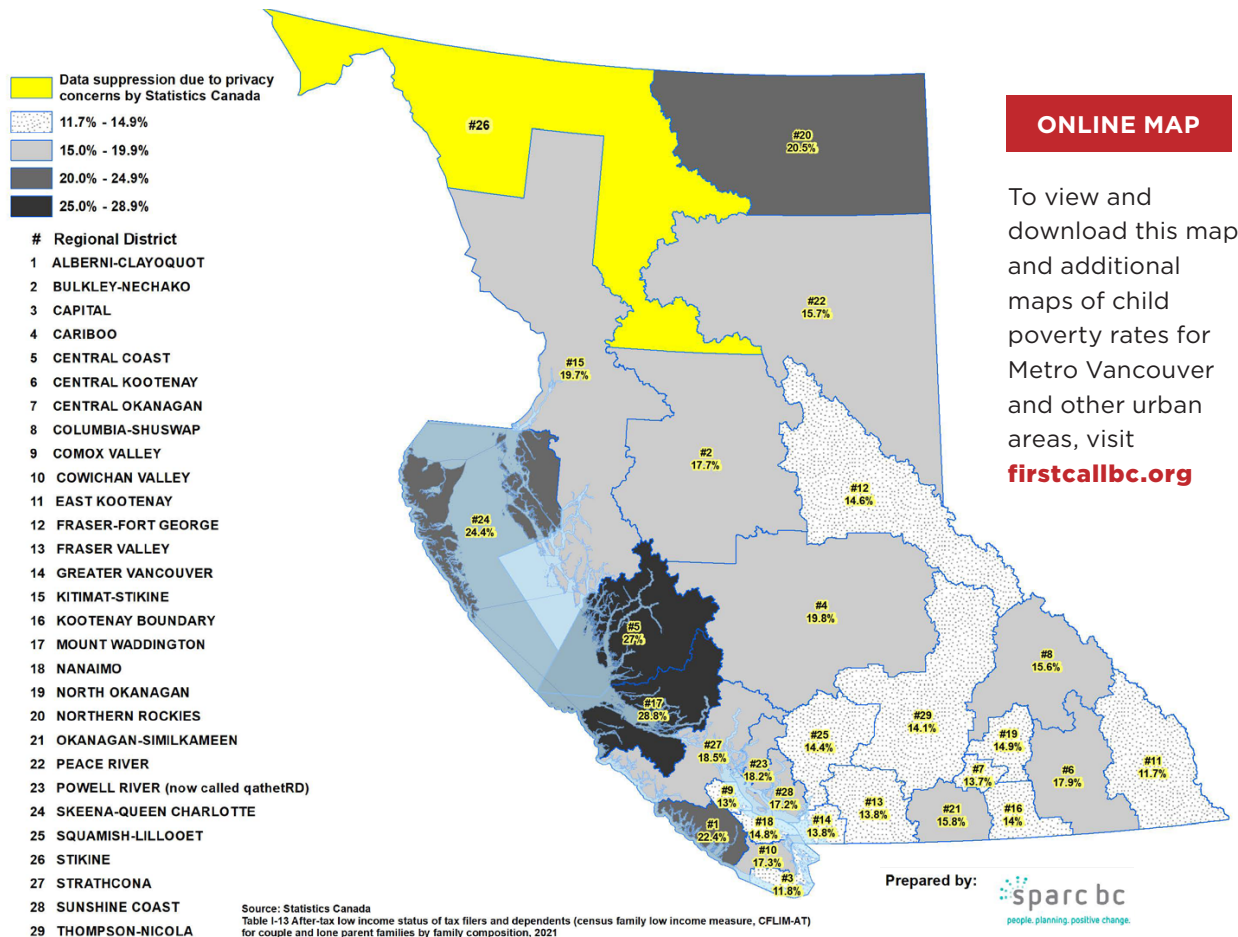 Data suppression due to privacy
concerns by Statistics Canada
11.7% - 14.9%
15.0% - 19.9%
20.0% - 24.9%
25.0% - 28.9%
# Regional District
1 ALBERNI-CLAYOQUOT
2 BULKLEY-NECHAKO
3 CAPITAL
4 CARIBOO
5 CENTRAL COAST
6 CENTRAL KOOTENAY
7 CENTRAL OKANAGAN
8 COLUMBIA-SHUSWAP
9 COMOX VALLEY
10 COWICHAN VALLEY
11 EAST KOOTENAY
12 FRASER-FORT GEORGE
13 FRASER VALLEY
14 GREATER VANCOUVER
15 KITIMAT-STIKINE
16 KOOTENAY BOUNDARY
17 MOUNT WADDINGTON
18 NANAIMO
19 NORTH OKANAGAN
20 NORTHERN ROCKIES
21 OKANAGAN-SIMILKAMEEN
22 PEACE RIVER
23 POWELL RIVER (now called qathetRD)
24 SKEENA-QUEEN CHARLOTTE
25 SQUAMISH-LILLOOET
26 STIKINE
27 STRATHCONA
28 SUNSHINE COAST
29 THOMPSON-NICOLA
#26
#20
20.5%
#22
15.7%
#15
19.7%
#2
17.7%
#12
14.6%
#24
24.4%
#4
19.8%
#5
27%
#8
15.6%
#17
28.8%
#29
14.1%
#25
14.4%
#19
14.9%
#27
18.5%
#23
18.2%
#7
13.7%
#6
17.9%
#11
11.7%
#9
13%
#28
17.2%
#13
13.8%
#21
15.8%
#16
14%
#1
22.4%
#18
14.8%
#14
13.8%
#10
17.3%
#3
11.8%
ONLINE MAP
To view and
download this map
and additional
maps of child
poverty rates for
Metro Vancouver
and other urban
areas, visit
firstcallbc.org
Prepared by:
sparc bc
people. planning. positive change.
Source: Statistics Canada
Table I-13 After-tax low income status of tax filers and dependents (census family low income measure, CFLIM-AT)
for couple and lone parent families by family composition, 2021